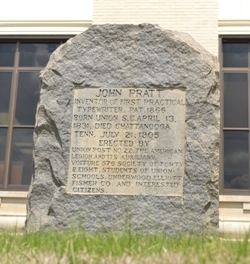 JOHN PRATT
INVENTOR OF FIRST PRACTICAL
TYPEWRITER, PAT. 1866
BORN UNION, S.C. APRIL 13,
1831, DIED CHATTANOOGA
TENN. JULY 21, 1905
ERECTED BY
UNION POST NO. 22, THE AMERICAN
LEGION AND ITS AUXILIARY,
VOITURE 576 SOCIETY OF FORTY
& EIGHT, STUDENTS OF UNION
SCHOOLS, UNDERWOOD, ELLIOTT
FISHER CO. AND INTERESTED
CITIZENS.